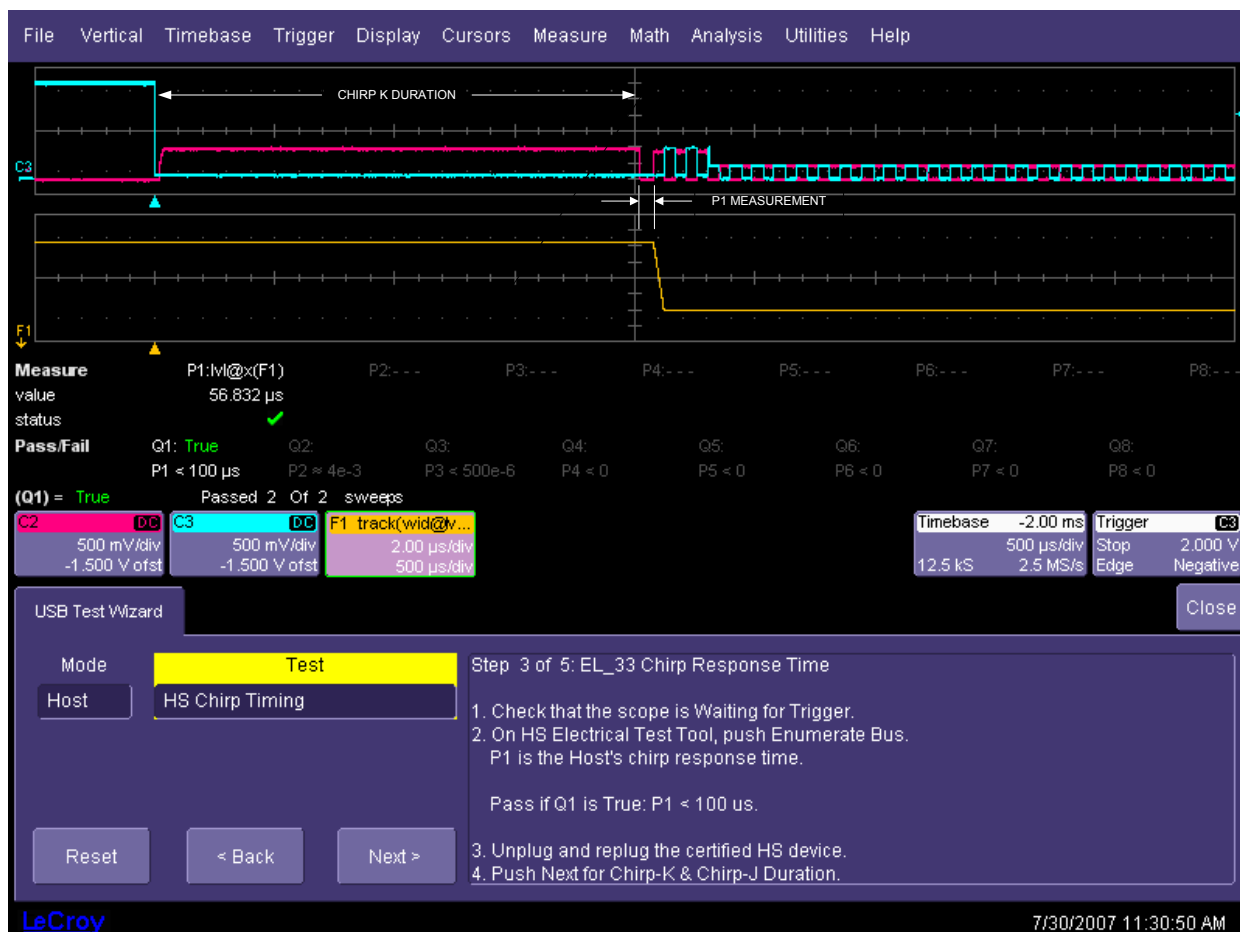 File Vertical Timebase Trigger Display Cursors Measure Math Analysis Utilities Help
CHIRP K DURATION
C3
P1 MEASUREMENT
F1
Measure P1:lvl@x(F1) P2:- - - P3:- - - P4:- - - P5:- - - P6:- - - P7:- - - P8:- - -
value 56.832 µs
status
Pass/Fail Q1: True Q2: Q3: Q4: Q5: Q6: Q7: Q8:
P1 < 100 µs P2 ≈ 4e-3 P3 < 500e-6 P4 < 0 P5 < 0 P6 < 0 P7 < 0 P8 < 0
(Q1) = True Passed 2 Of 2 sweeps
C2 DC C3 DC F1 track(wid@lv... Timebase -2.00 ms Trigger C3
500 mV/div 500 mV/div 2.00 µs/div 500 µs/div Stop 2.000 V
-1.500 V ofst -1.500 V ofst 500 µs/div 12.5 kS 2.5 MS/s Edge Negative
USB Test Wizard Close
Mode Test
Host HS Chirp Timing
Step 3 of 5: EL_33 Chirp Response Time
1. Check that the scope is Waiting for Trigger.
2. On HS Electrical Test Tool, push Enumerate Bus.
P1 is the Host's chirp response time.
Pass if Q1 is True: P1 < 100 us.
3. Unplug and replug the certified HS device.
4. Push Next for Chirp-K & Chirp-J Duration.
Reset < Back Next >
LeCroy 7/30/2007 11:30:50 AM